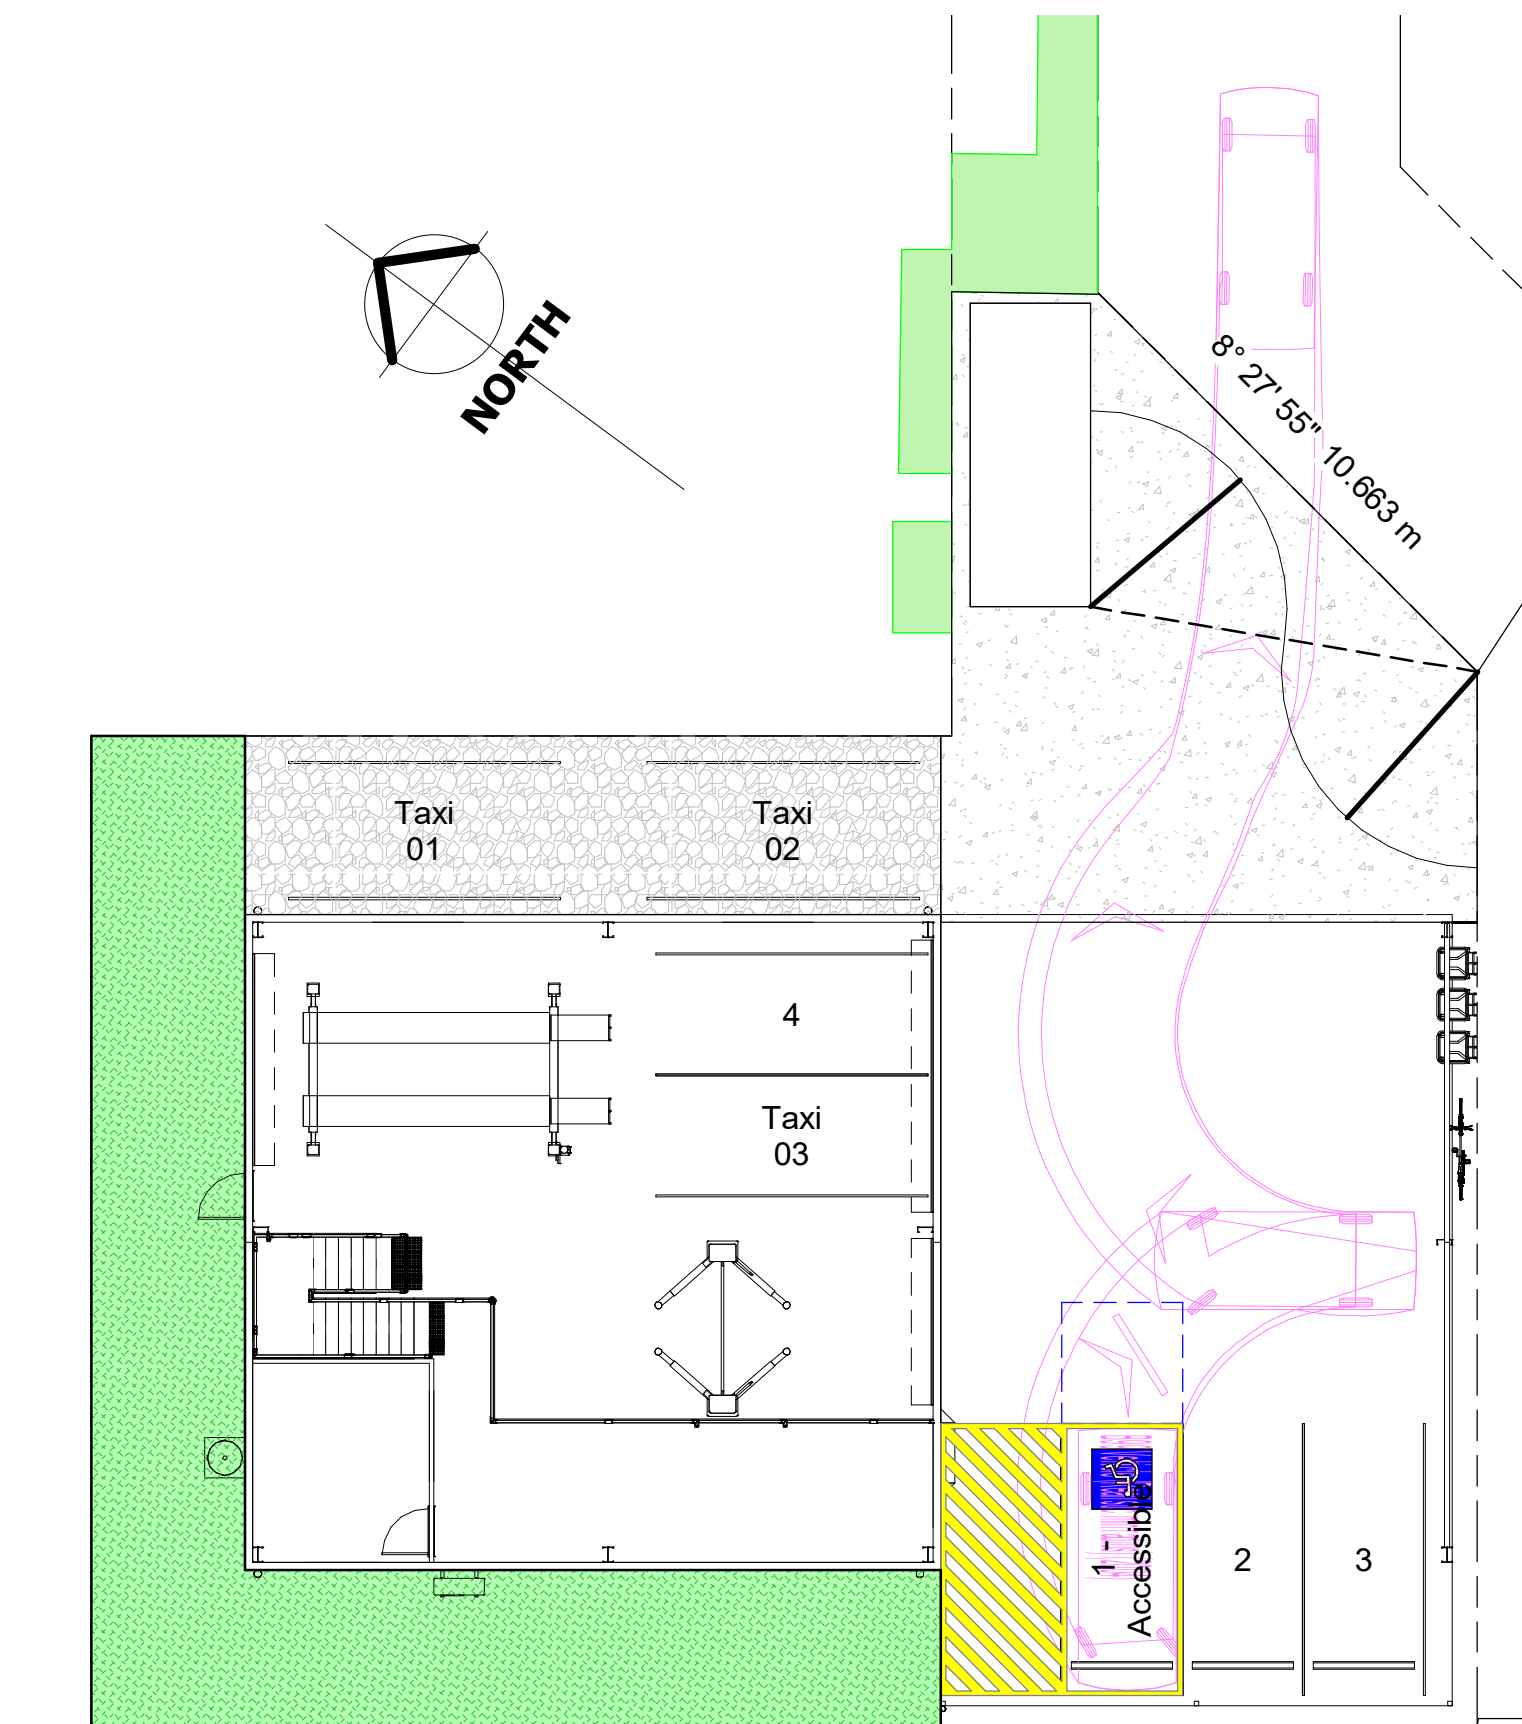 NORTH
8° 27' 55" 10.663 m
Taxi
01
Taxi
02
4
Taxi
03
1 -
Accessible
2
3